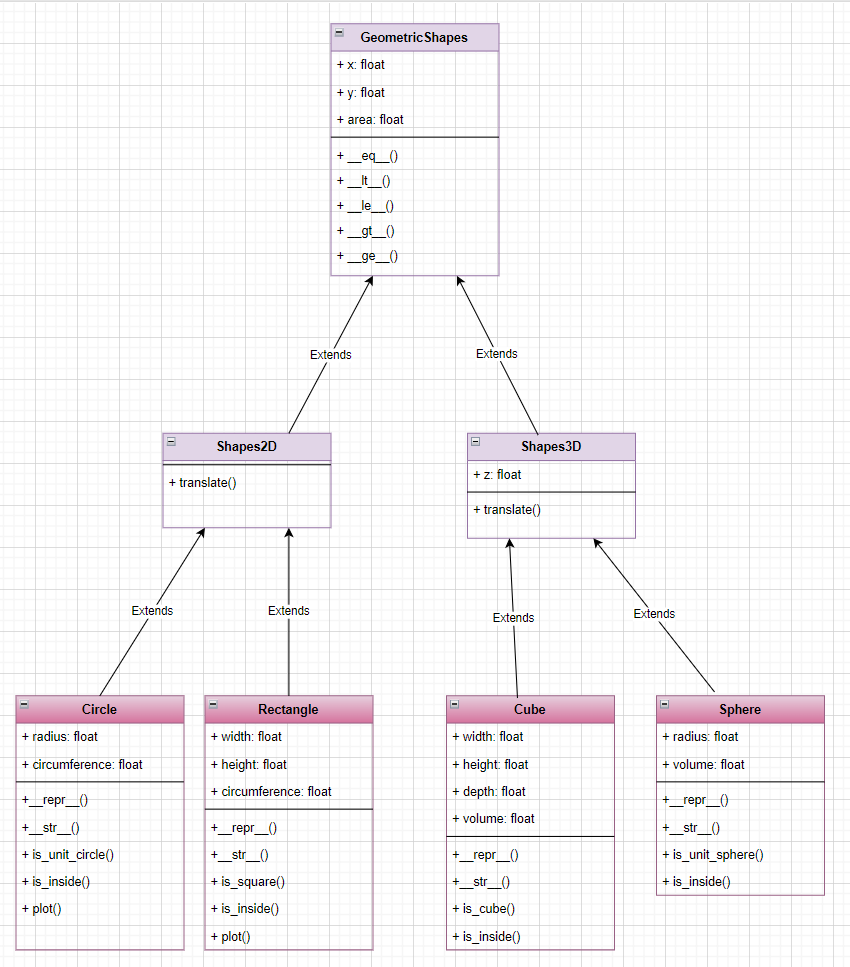 GeometricShapes
+ x: float
+ y: float
+ area: float
+ __eq__()
+ __lt__()
+ __le__()
+ __gt__()
+ __ge__()
Extends
Extends
Shapes2D
+ translate()
Shapes3D
+ z: float
+ translate()
Extends
Extends
Extends
Extends
Circle
+ radius: float
+ circumference: float
+__repr__()
+__str__()
+ is_unit_circle()
+ is_inside()
+ plot()
Rectangle
+ width: float
+ height: float
+ circumference: float
+__repr__()
+__str__()
+ is_square()
+ is_inside()
+ plot()
Cube
+ width: float
+ height: float
+ depth: float
+ volume: float
+__repr__()
+__str__()
+ is_cube()
+ is_inside()
Sphere
+ radius: float
+ volume: float
+__repr__()
+__str__()
+ is_unit_sphere()
+ is_inside()